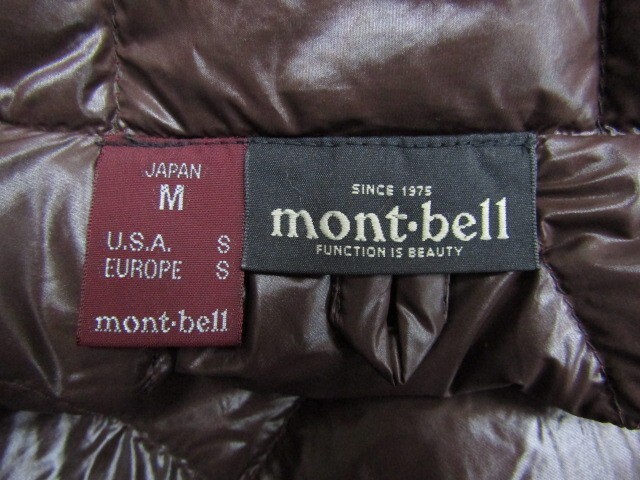 JAPAN
M
U.S.A. S
EUROPE S
mont·bell
SINCE 1975
mont·bell
FUNCTION IS BEAUTY